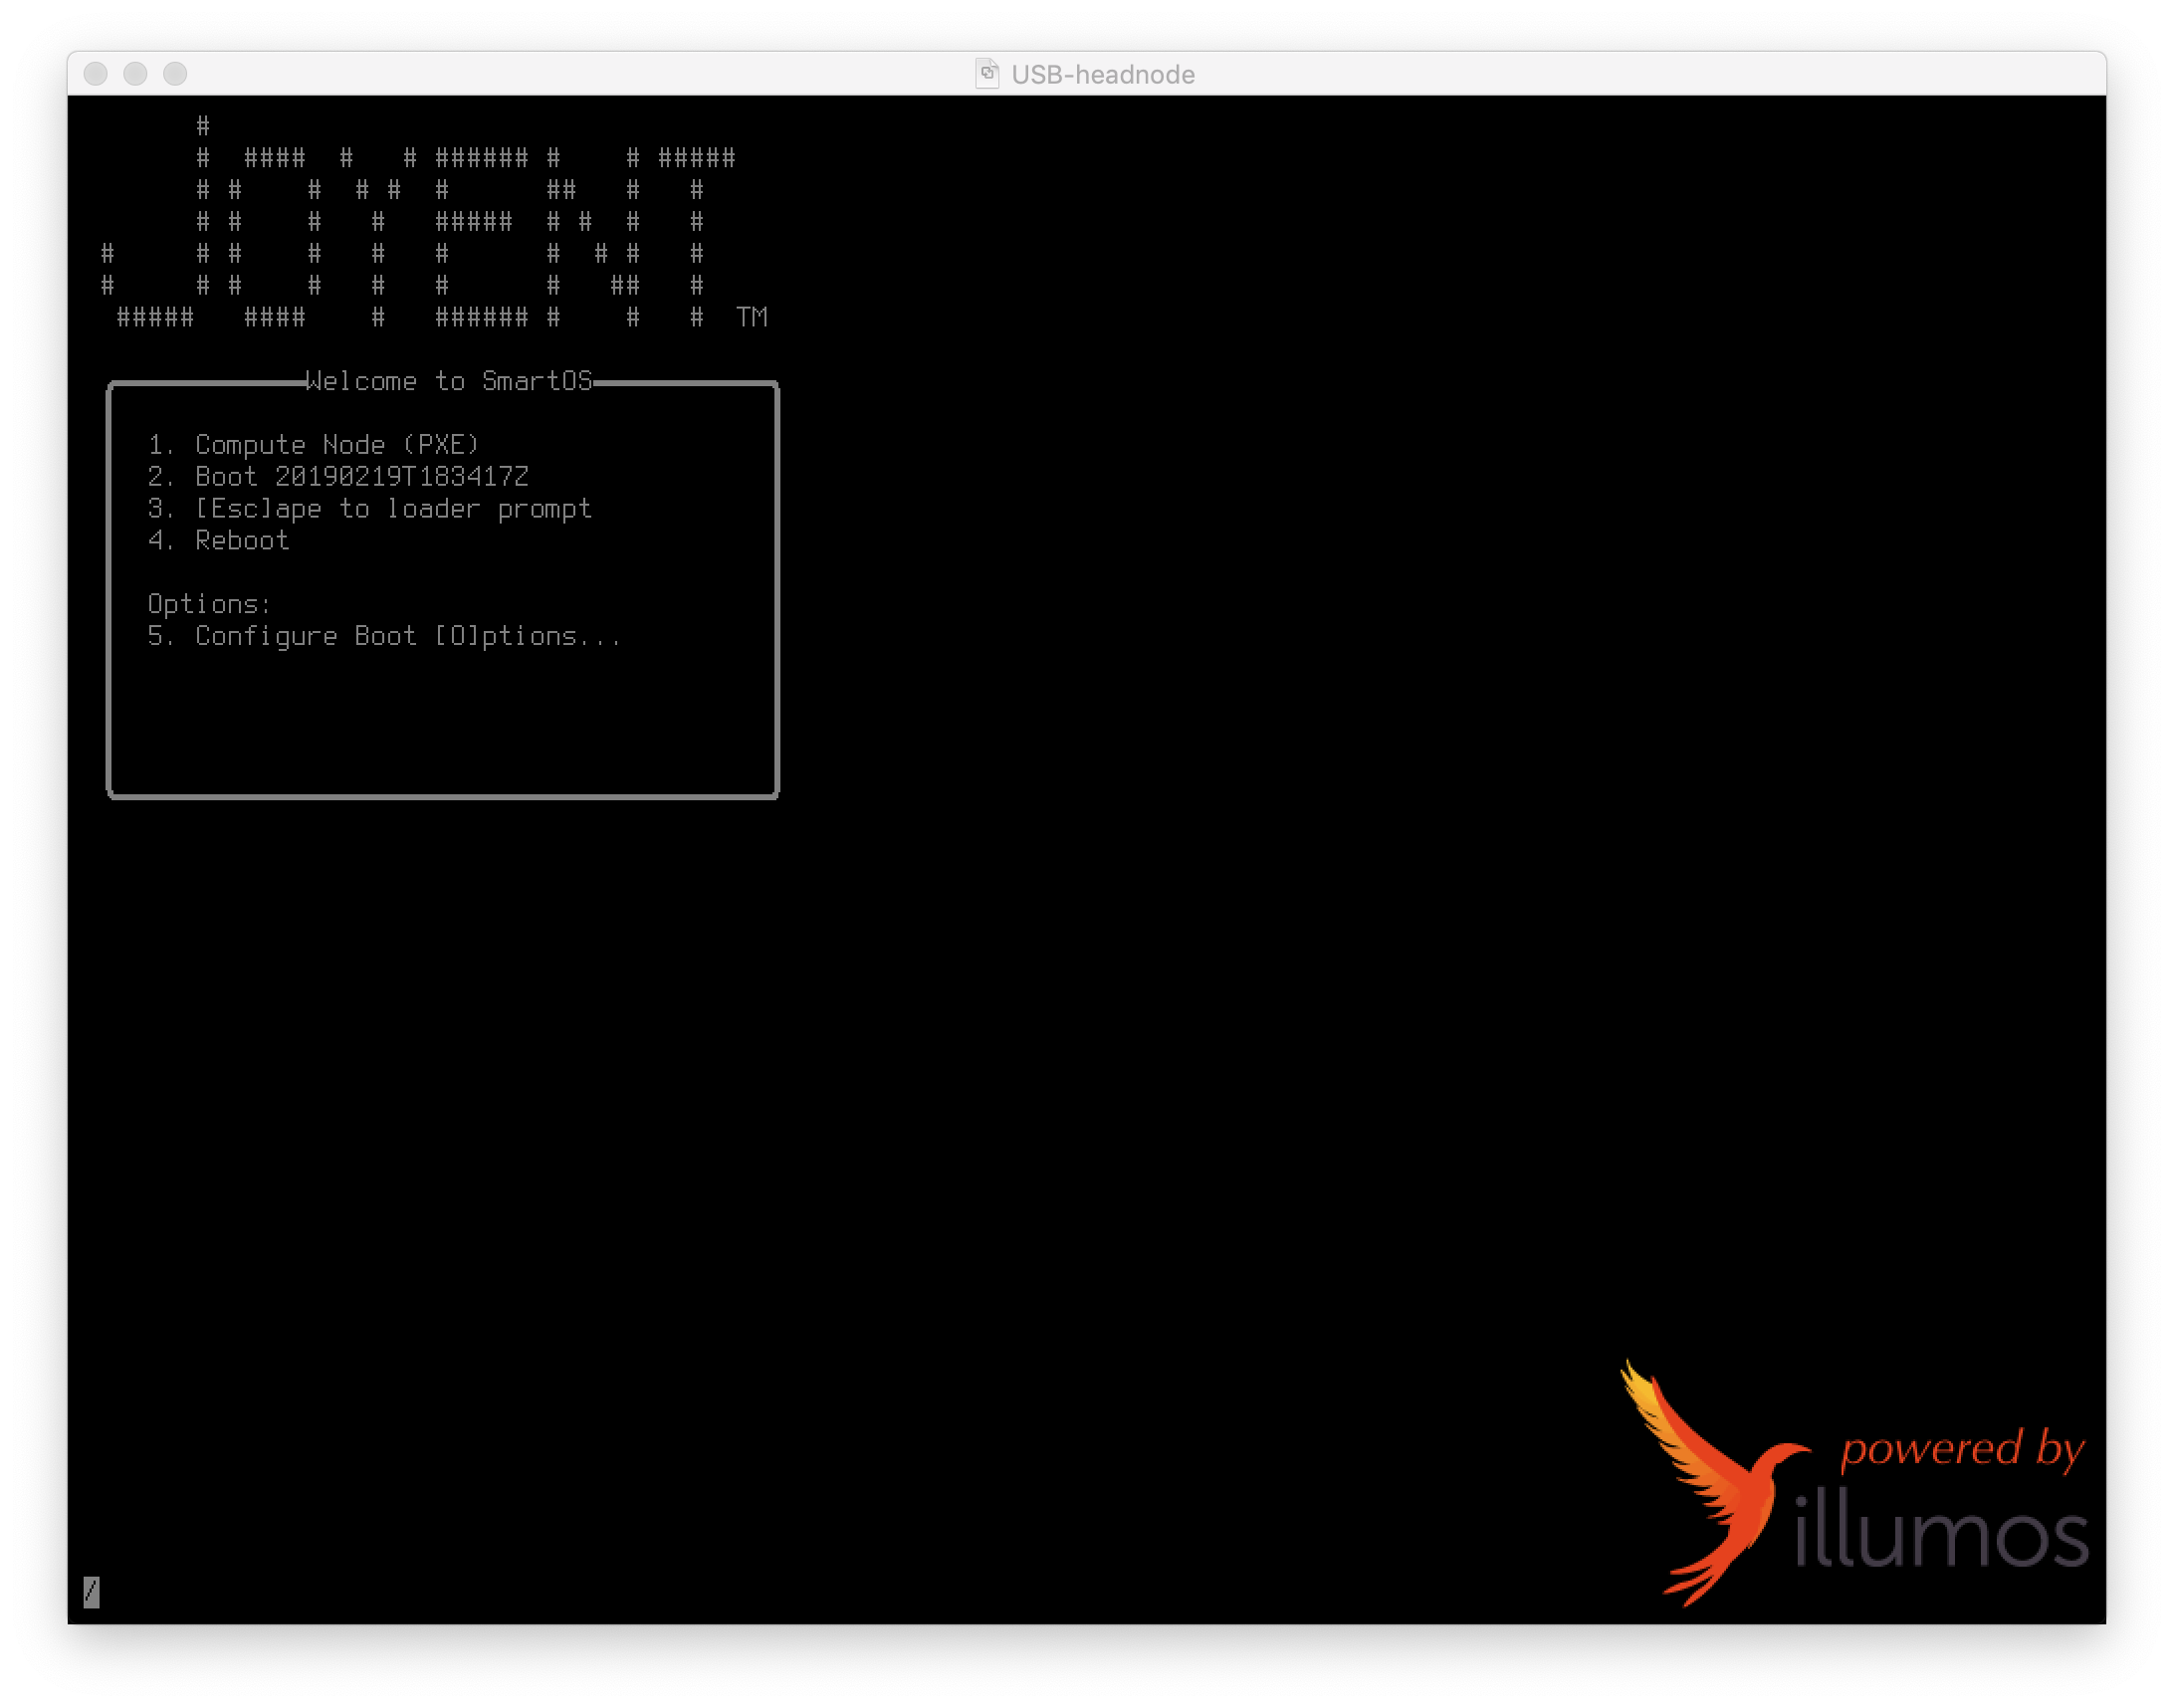 USB-headnode
JOYENT TM
Welcome to SmartOS
1. Compute Node (PXE)
2. Boot 20190219T183417Z
3. [Esc]ape to loader prompt
4. Reboot
Options:
5. Configure Boot [O]ptions...
powered by
illumos
/